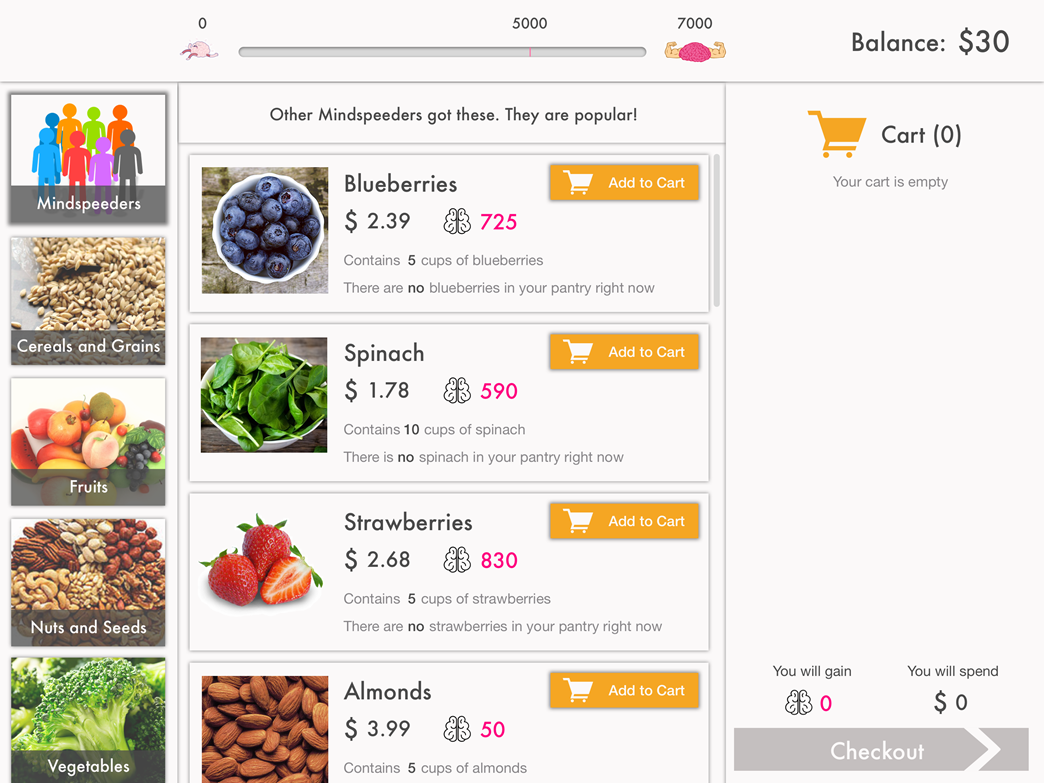 0
5000
7000
Balance: $30
Mindspeeders
Cereals and Grains
Fruits
Nuts and Seeds
Vegetables
Other Mindspeeders got these. They are popular!
Blueberries
Add to Cart
$ 2.39 725
Contains 5 cups of blueberries
There are no blueberries in your pantry right now
Spinach
Add to Cart
$ 1.78 590
Contains 10 cups of spinach
There is no spinach in your pantry right now
Strawberries
Add to Cart
$ 2.68 830
Contains 5 cups of strawberries
There are no strawberries in your pantry right now
Almonds
Add to Cart
$ 3.99 50
Contains 5 cups of almonds
Cart (0)
Your cart is empty
You will gain
0
You will spend
$ 0
Checkout